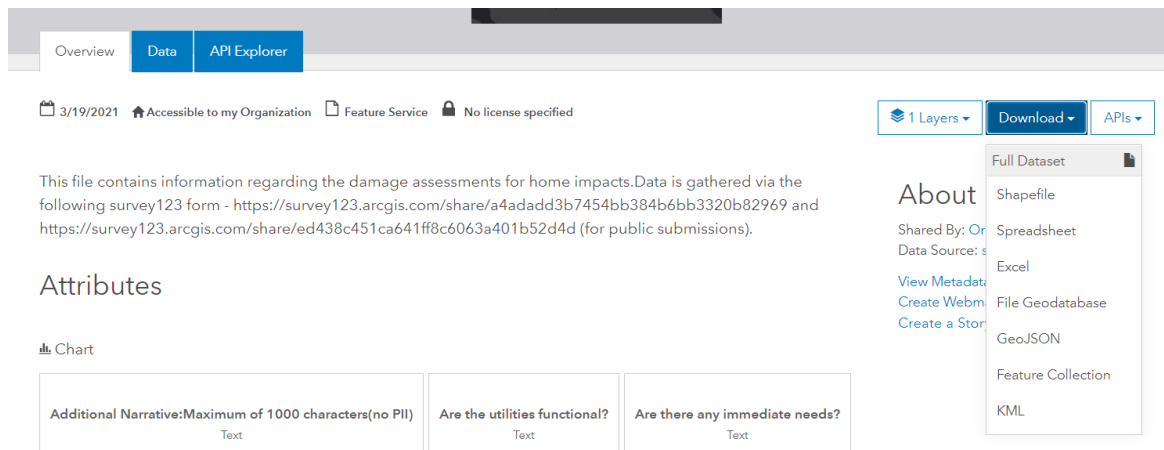 Overview Data API Explorer
3/19/2021 Accessible to my Organization Feature Service No license specified
1 Layers Download APIs
Full Dataset
Shapefile
Spreadsheet
Excel
File Geodatabase
GeoJSON
Feature Collection
KML
This file contains information regarding the damage assessments for home impacts.Data is gathered via the
following survey123 form - https://survey123.arcgis.com/share/a4adadd3b7454bb384b6bb3320b82969 and
https://survey123.arcgis.com/share/ed438c451ca641ff8c6063a401b52d4d (for public submissions).
About
Shared By: Or
Data Source: s
View Metadata
Create Webm
Create a Stor
Attributes
Chart
Additional Narrative:Maximum of 1000 characters(no PII)
Text
Are the utilities functional?
Text
Are there any immediate needs?
Text